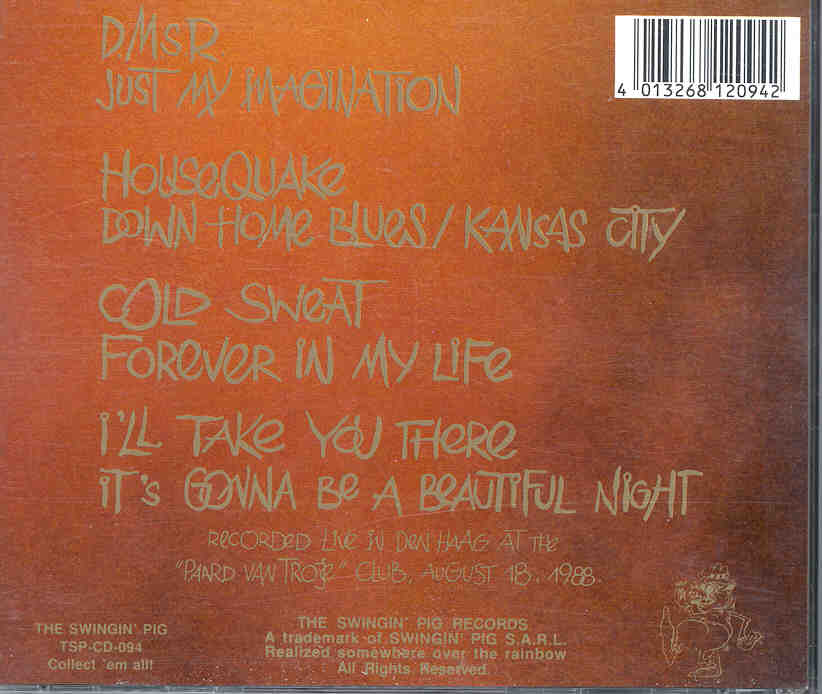 DMSR
JUST MY IMAGINATION
4 013268 120942
HOUSEQUAKE
DOWN HOME BLUES / KANSAS CITY
COLD SWEAT
FOREVER IN MY LIFE
I'LL TAKE YOU THERE
IT'S GONNA BE A BEAUTIFUL NIGHT
RECORDED LIVE IN DEN HAAG AT THE
"PAARD VAN TROJE" CLUB, AUGUST 18. 1988.
THE SWINGIN' PIG
TSP-CD-094
Collect 'em all!
THE SWINGIN' PIG RECORDS
A trademark of SWINGIN' PIG S.A.R.L.
Realized somewhere over the rainbow
All Rights Reserved.